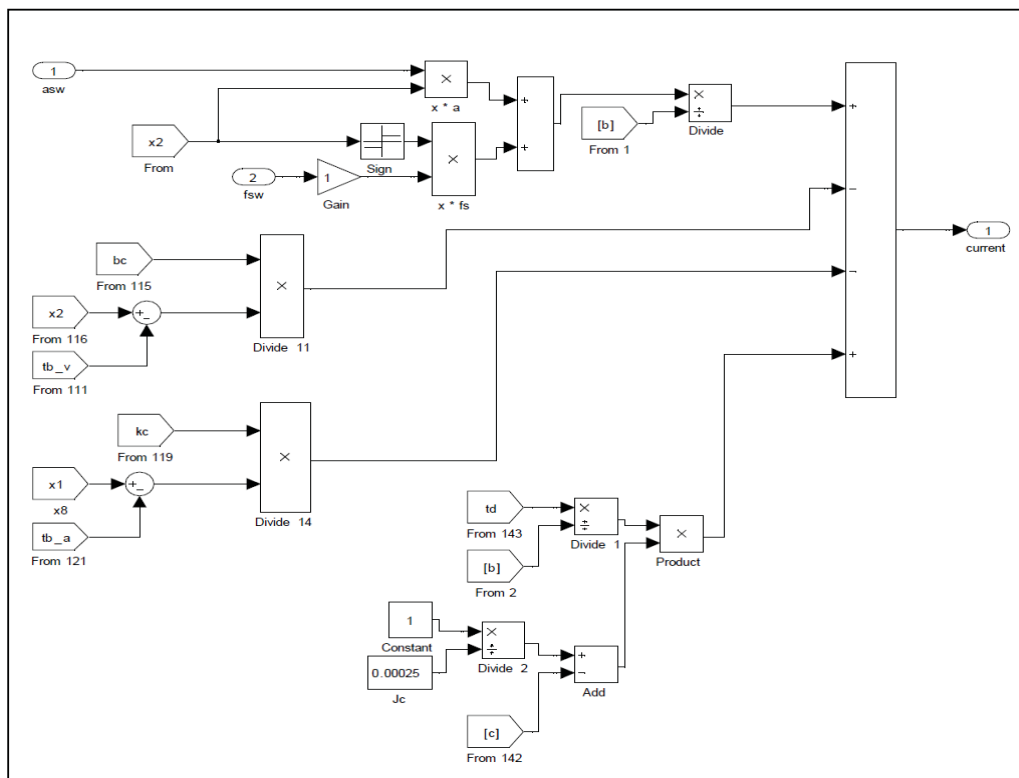 1
asw
×
x * a
x2
From
Sign
2
fsw
1
Gain
×
x * fs
+
+
[b]
From 1
×
÷
Divide
+
−
−
+
1
current
bc
From 115
x2
From 116
+
−
tb_v
From 111
×
Divide 11
kc
From 119
x1
x8
+
−
tb_a
From 121
×
Divide 14
td
From 143
[b]
From 2
×
÷
Divide 1
×
Product
1
Constant
0.00025
Jc
×
÷
Divide 2
+
−
Add
[c]
From 142